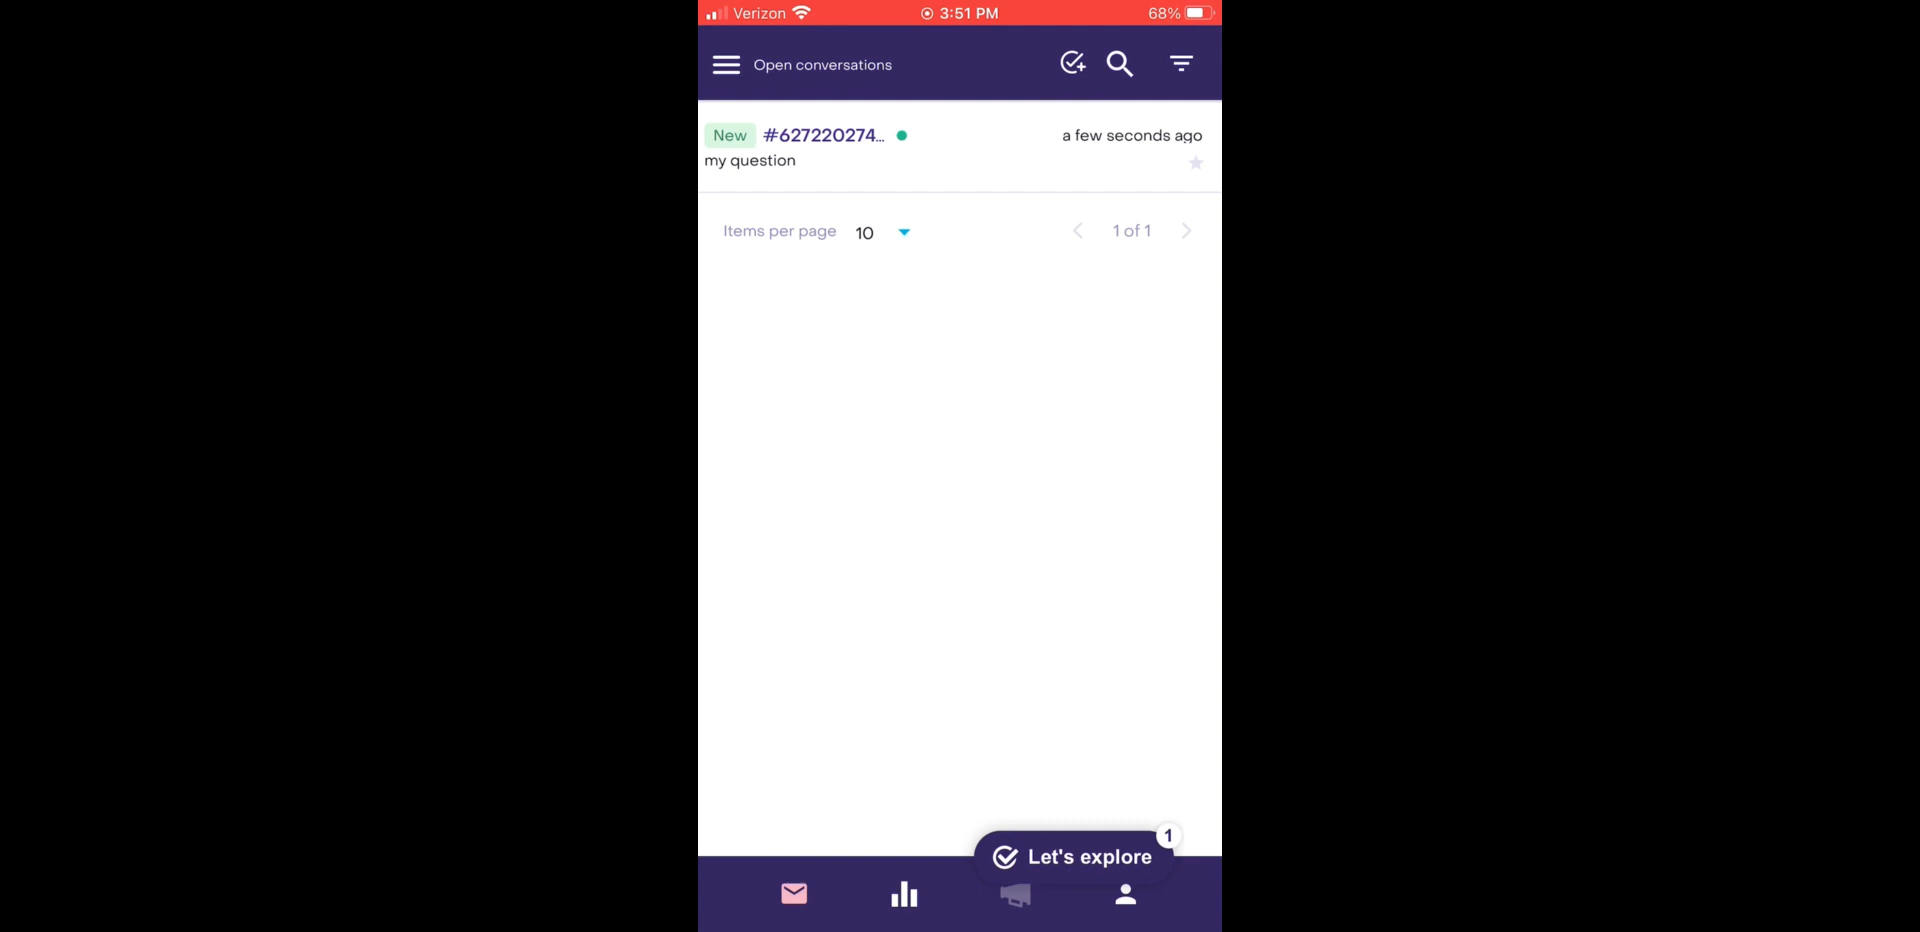 Verizon 3:51 PM 68%
Open conversations
New #627220274... a few seconds ago
my question
Items per page 10 1 of 1
1
Let's explore